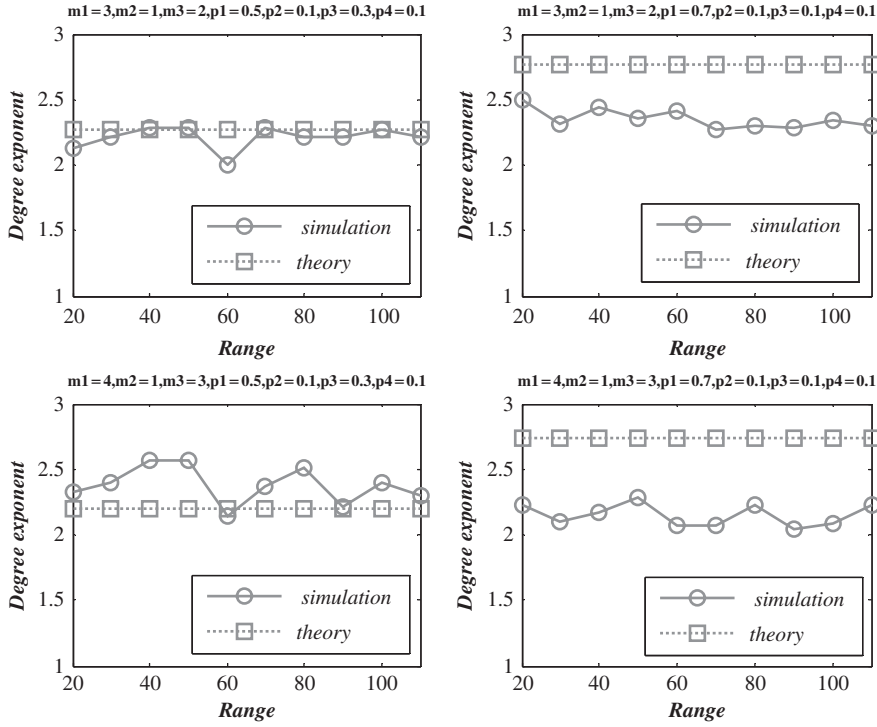 m1=3,m2=1,m3=2,p1=0.5,p2=0.1,p3=0.3,p4=0.1
3
2.5
2
1.5
1
Degree exponent
simulation
theory
20 40 60 80 100
Range
m1=3,m2=1,m3=2,p1=0.7,p2=0.1,p3=0.1,p4=0.1
3
2.5
2
1.5
1
Degree exponent
simulation
theory
20 40 60 80 100
Range
m1=4,m2=1,m3=3,p1=0.5,p2=0.1,p3=0.3,p4=0.1
3
2.5
2
1.5
1
Degree exponent
simulation
theory
20 40 60 80 100
Range
m1=4,m2=1,m3=3,p1=0.7,p2=0.1,p3=0.1,p4=0.1
3
2.5
2
1.5
1
Degree exponent
simulation
theory
20 40 60 80 100
Range